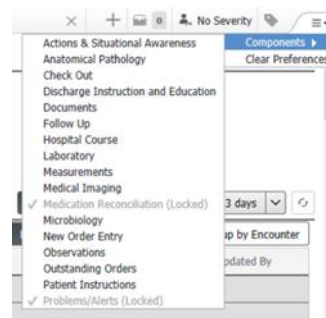 0 No Severity
Actions & Situational Awareness
Components
Anatomical Pathology
Clear Preferences
Check Out
Discharge Instruction and Education
Documents
Follow Up
Hospital Course
Laboratory
Measurements
Medical Imaging
Medication Reconciliation (Locked)
3 days
Microbiology
New Order Entry
up by Encounter
Observations
pdated By
Outstanding Orders
Patient Instructions
Problems/Alerts (Locked)